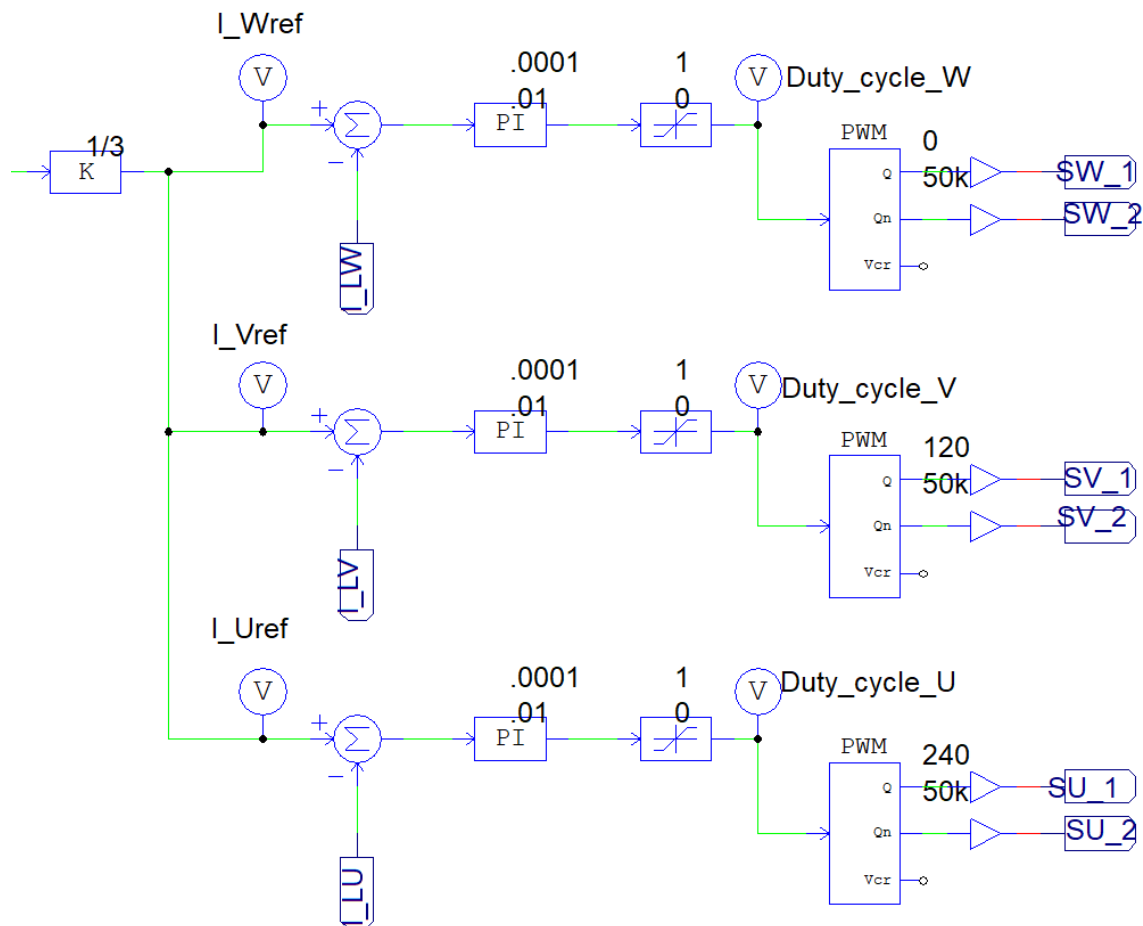 I_Wref
V
+
Σ
−
.0001
.01
PI
1
0
V
Duty_cycle_W
1/3
K
I_LW
PWM
0
50k
Q
Qn
Vcr
SW_1
SW_2
I_Vref
V
+
Σ
−
.0001
.01
PI
1
0
V
Duty_cycle_V
I_LV
PWM
120
50k
Q
Qn
Vcr
SV_1
SV_2
I_Uref
V
+
Σ
−
.0001
.01
PI
1
0
V
Duty_cycle_U
I_LU
PWM
240
50k
Q
Qn
Vcr
SU_1
SU_2